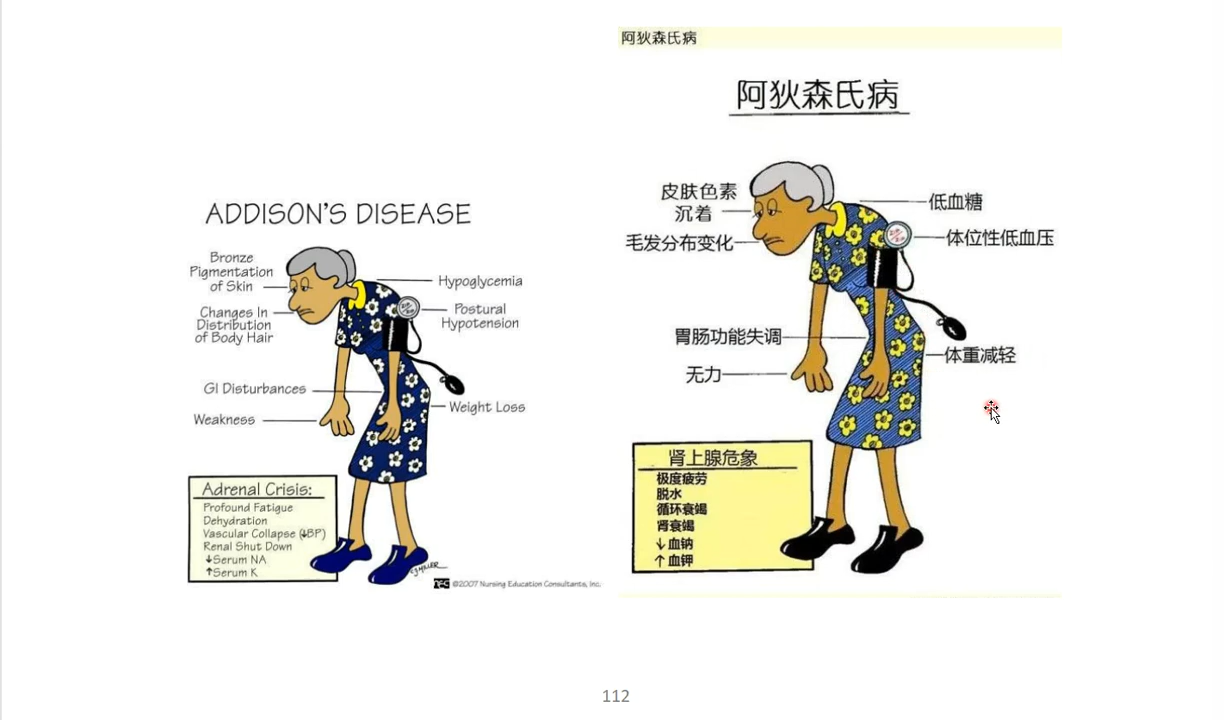 ADDISON'S DISEASE
Bronze
Pigmentation
of Skin
Changes In
Distribution
of Body Hair
GI Disturbances
Weakness
Hypoglycemia
Postural
Hypotension
Weight Loss
Adrenal Crisis:
Profound Fatigue
Dehydration
Vascular Collapse (↓BP)
Renal Shut Down
↓Serum NA
↑Serum K
CJMILLER
©2007 Nursing Education Consultants, Inc.
阿狄森氏病
阿狄森氏病
皮肤色素
沉着
毛发分布变化
胃肠功能失调
无力
低血糖
体位性低血压
体重减轻
肾上腺危象
极度疲劳
脱水
循环衰竭
肾衰竭
↓血钠
↑血钾
112